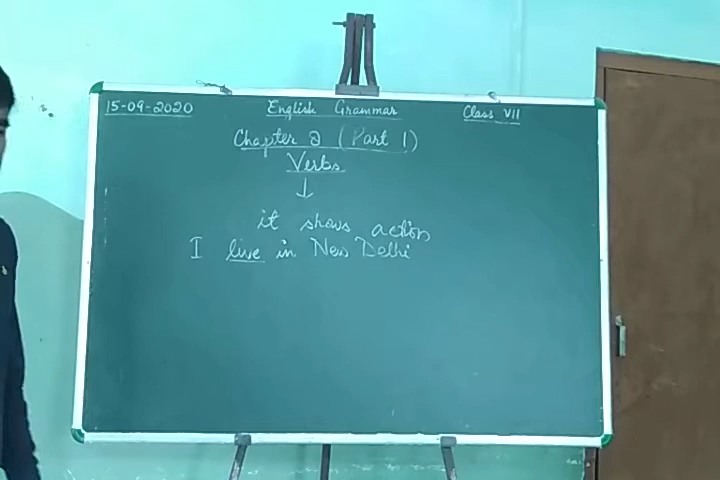 15-09-2020 English Grammar Class VII
Chapter 2 (Part 1)
Verbs
↓
it shows action
I live in New Delhi